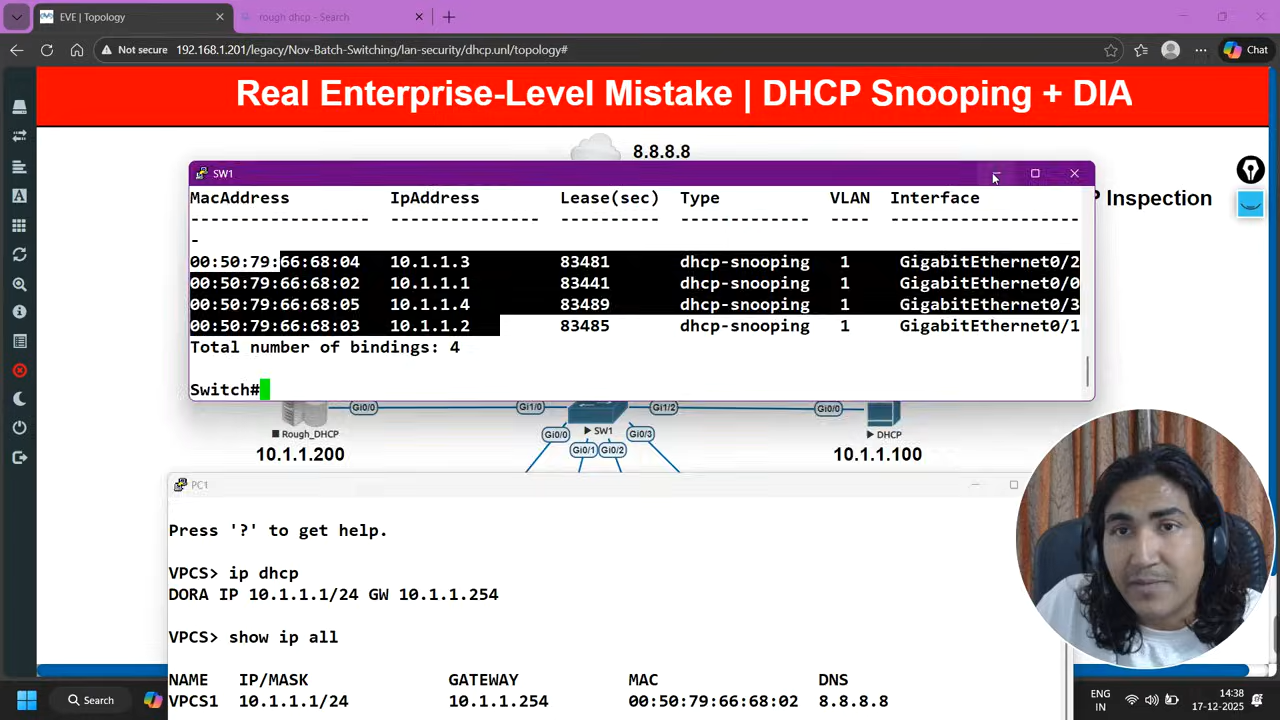 EVE | Topology
rough dhcp - Search
Not secure
192.168.1.201/legacy/Nov-Batch-Switching/lan-security/dhcp.unl/topology#
Chat
Real Enterprise-Level Mistake | DHCP Snooping + DIA
8.8.8.8
SW1
P Inspection
MacAddress IpAddress Lease(sec) Type VLAN Interface
------------------ --------------- ---------- ------------- ---- -------------------
-
00:50:79:66:68:04 10.1.1.3 83481 dhcp-snooping 1 GigabitEthernet0/2
00:50:79:66:68:02 10.1.1.1 83441 dhcp-snooping 1 GigabitEthernet0/0
00:50:79:66:68:05 10.1.1.4 83489 dhcp-snooping 1 GigabitEthernet0/3
00:50:79:66:68:03 10.1.1.2 83485 dhcp-snooping 1 GigabitEthernet0/1
Total number of bindings: 4
Switch#
Gi0/0 Gi1/0 Gi1/2 Gi0/0
Rough_DHCP SW1 DHCP
Gi0/0 Gi0/3
Gi0/1 Gi0/2
10.1.1.200 10.1.1.100
PC1
Press '?' to get help.
VPCS> ip dhcp
DORA IP 10.1.1.1/24 GW 10.1.1.254
VPCS> show ip all
NAME IP/MASK GATEWAY MAC DNS
VPCS1 10.1.1.1/24 10.1.1.254 00:50:79:66:68:02 8.8.8.8
Search
ENG
IN
14:38
17-12-2025